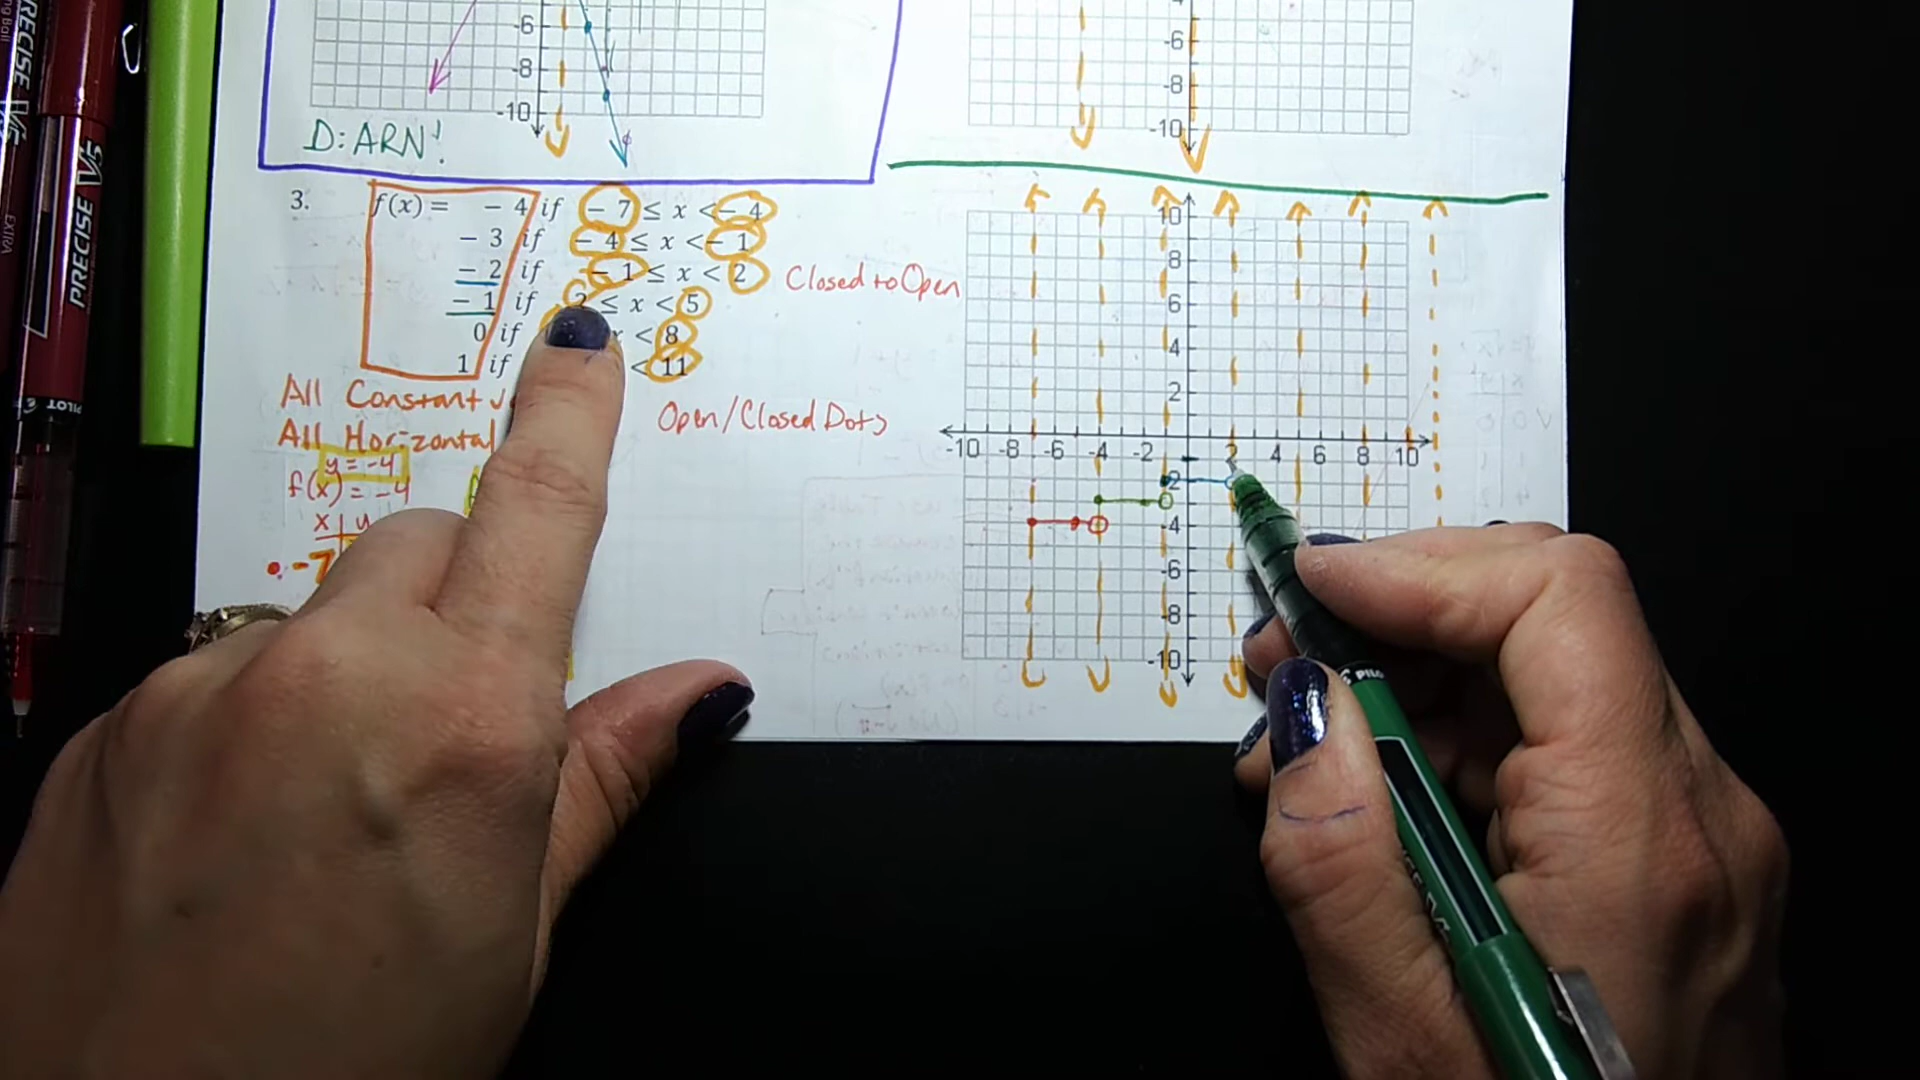 -6
-8
-10
D: ARN!
-6
-8
-10
PRECISE V5
PILOT
EXTRA
3. f(x) = - 4 if - 7 ≤ x < - 4
- 3 if - 4 ≤ x < - 1
- 2 if - 1 ≤ x < 2
- 1 if 2 ≤ x < 5
0 if x < 8
1 if < 11
Closed to Open
All Constant
All Horizontal
Open/Closed Dots
y = -4
f(x) = -4
x y
-7
10
8
6
4
2
-10 -8 -6 -4 -2 2 4 6 8 10
-2
-4
-6
-8
-10